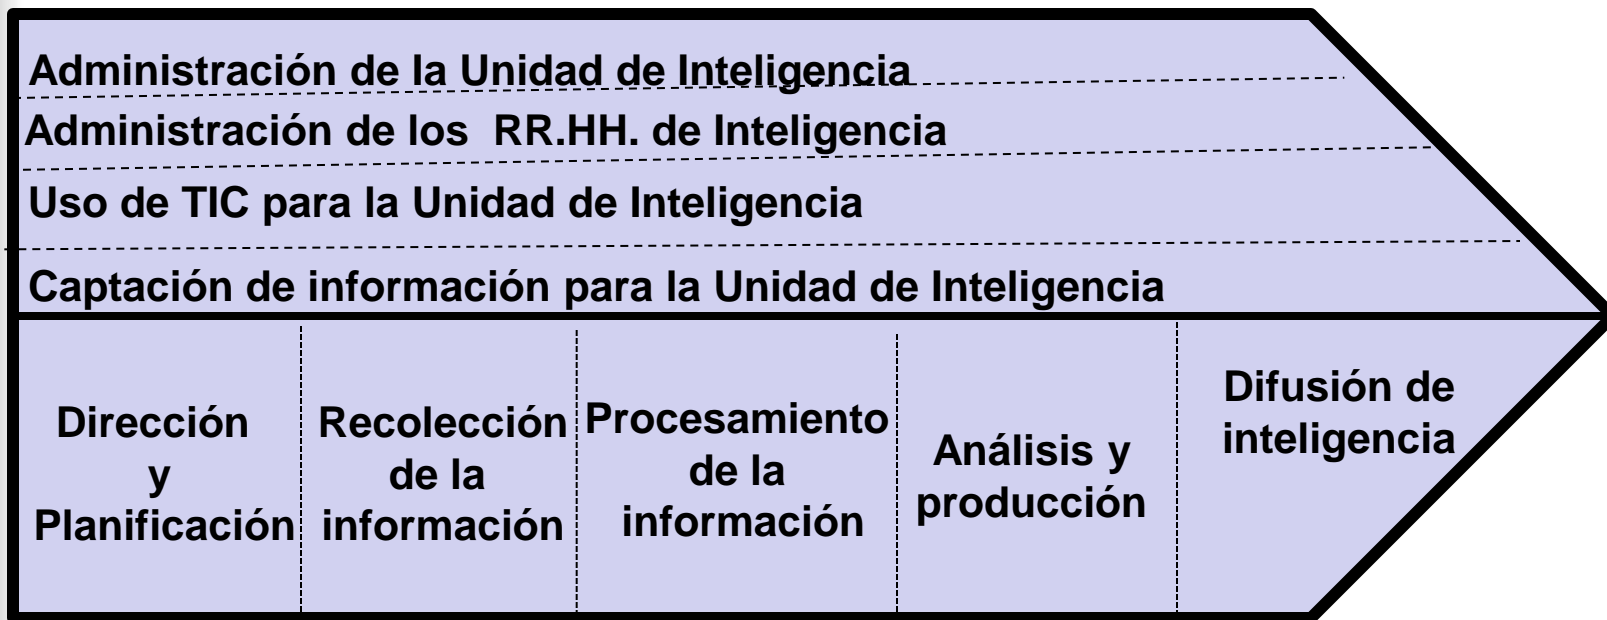 Administración de la Unidad de Inteligencia
Administración de los RR.HH. de Inteligencia
Uso de TIC para la Unidad de Inteligencia
Captación de información para la Unidad de Inteligencia
Dirección
y
Planificación
Recolección
de la
información
Procesamiento
de la
información
Análisis y
producción
Difusión de
inteligencia